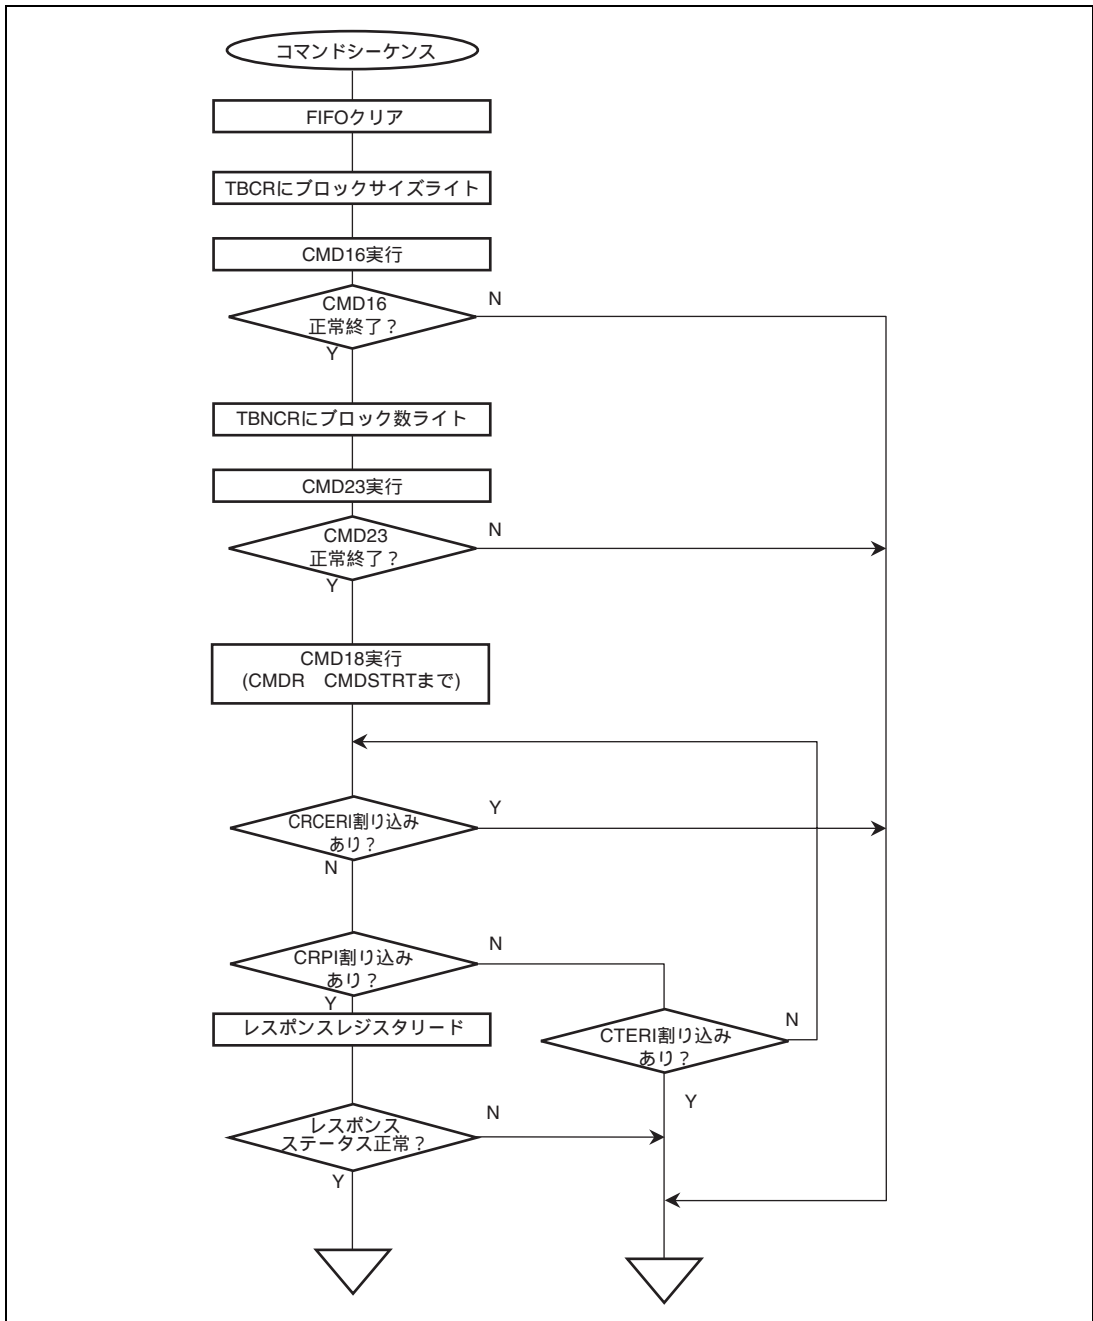 コマンドシーケンス
FIFOクリア
TBCRにブロックサイズライト
CMD16実行
CMD16
正常終了？
N
Y
TBNCRにブロック数ライト
CMD23実行
CMD23
正常終了？
N
Y
CMD18実行
(CMDR　CMDSTRTまで)
CRCERI割り込み
あり？
Y
N
CRPI割り込み
あり？
N
Y
レスポンスレジスタリード
CTERI割り込み
あり？
N
Y
レスポンス
ステータス正常？
N
Y